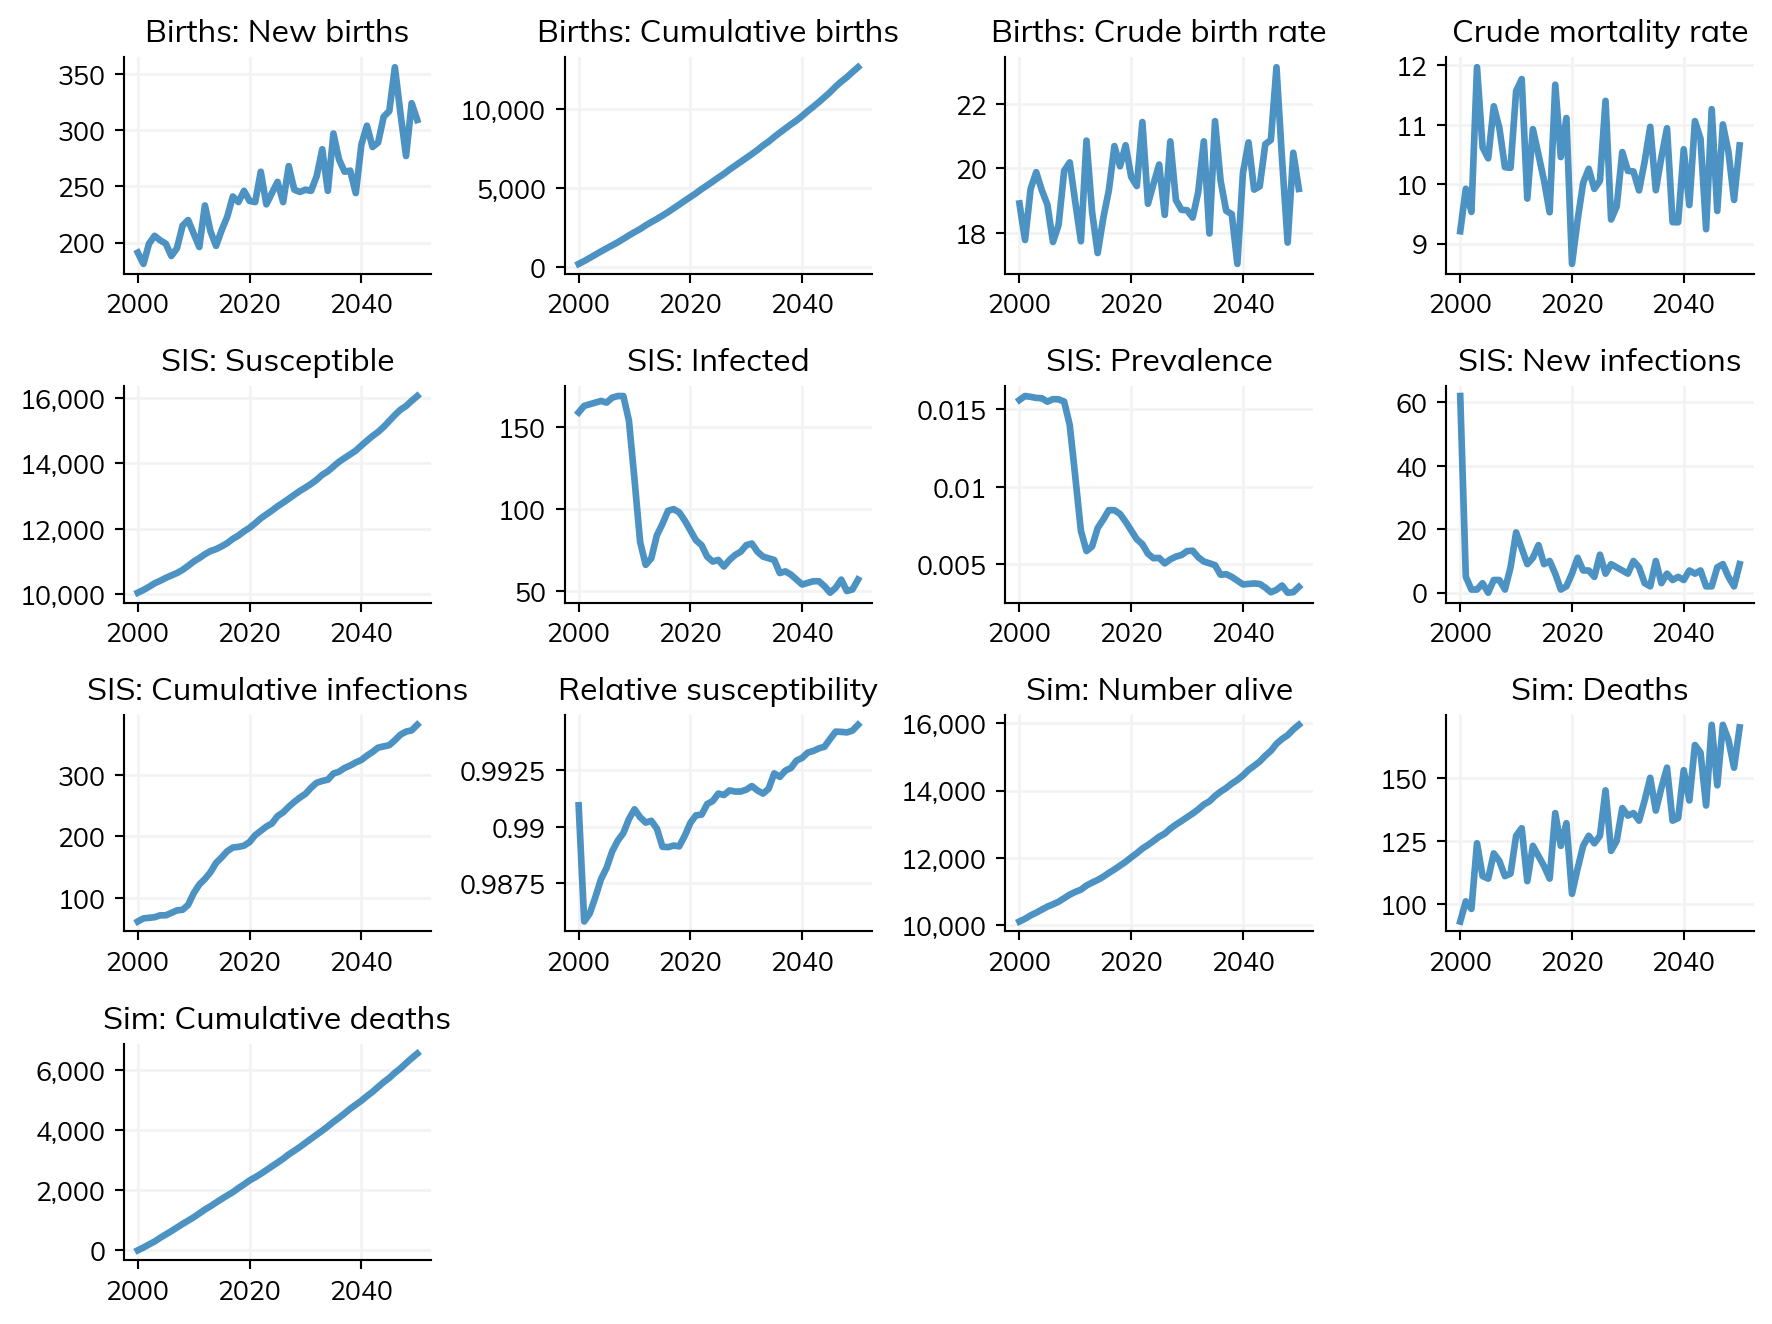 Births: New births
350
300
250
200
2000 2020 2040
Births: Cumulative births
10,000
5,000
0
2000 2020 2040
Births: Crude birth rate
22
20
18
2000 2020 2040
Crude mortality rate
12
11
10
9
2000 2020 2040
SIS: Susceptible
16,000
14,000
12,000
10,000
2000 2020 2040
SIS: Infected
150
100
50
2000 2020 2040
SIS: Prevalence
0.015
0.01
0.005
2000 2020 2040
SIS: New infections
60
40
20
0
2000 2020 2040
SIS: Cumulative infections
300
200
100
2000 2020 2040
Relative susceptibility
0.9925
0.99
0.9875
2000 2020 2040
Sim: Number alive
16,000
14,000
12,000
10,000
2000 2020 2040
Sim: Deaths
150
125
100
2000 2020 2040
Sim: Cumulative deaths
6,000
4,000
2,000
0
2000 2020 2040